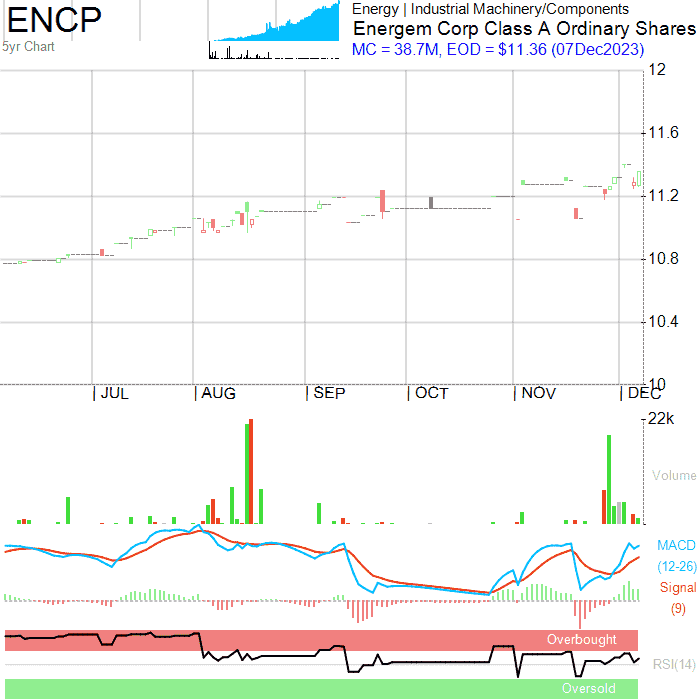 ENCP
5yr Chart
Energy | Industrial Machinery/Components
Energem Corp Class A Ordinary Shares
MC = 38.7M, EOD = $11.36 (07Dec2023)
12
11.6
11.2
10.8
10.4
10
JUL AUG SEP OCT NOV DEC
22k
Volume
MACD
(12-26)
Signal
(9)
Overbought
RSI(14)
Oversold